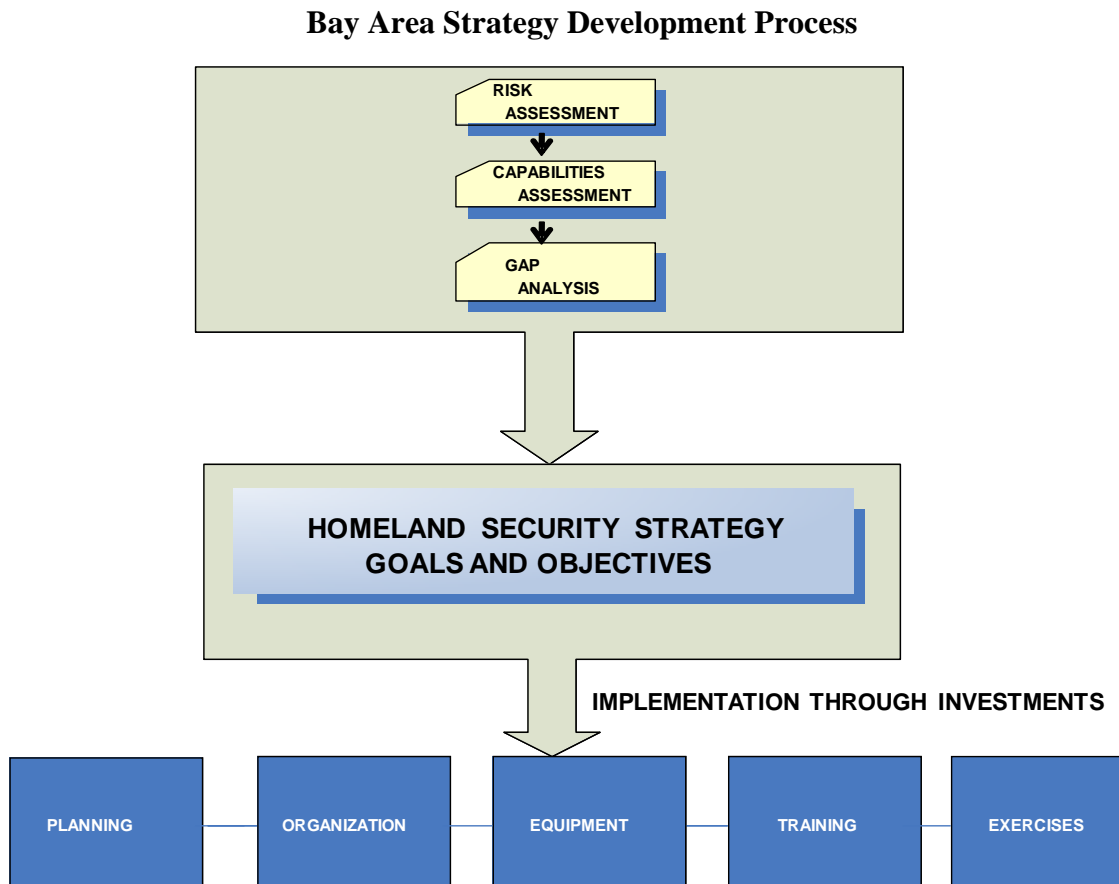 Bay Area Strategy Development Process
RISK
ASSESSMENT
CAPABILITIES
ASSESSMENT
GAP
ANALYSIS
HOMELAND SECURITY STRATEGY
GOALS AND OBJECTIVES
IMPLEMENTATION THROUGH INVESTMENTS
PLANNING
ORGANIZATION
EQUIPMENT
TRAINING
EXERCISES